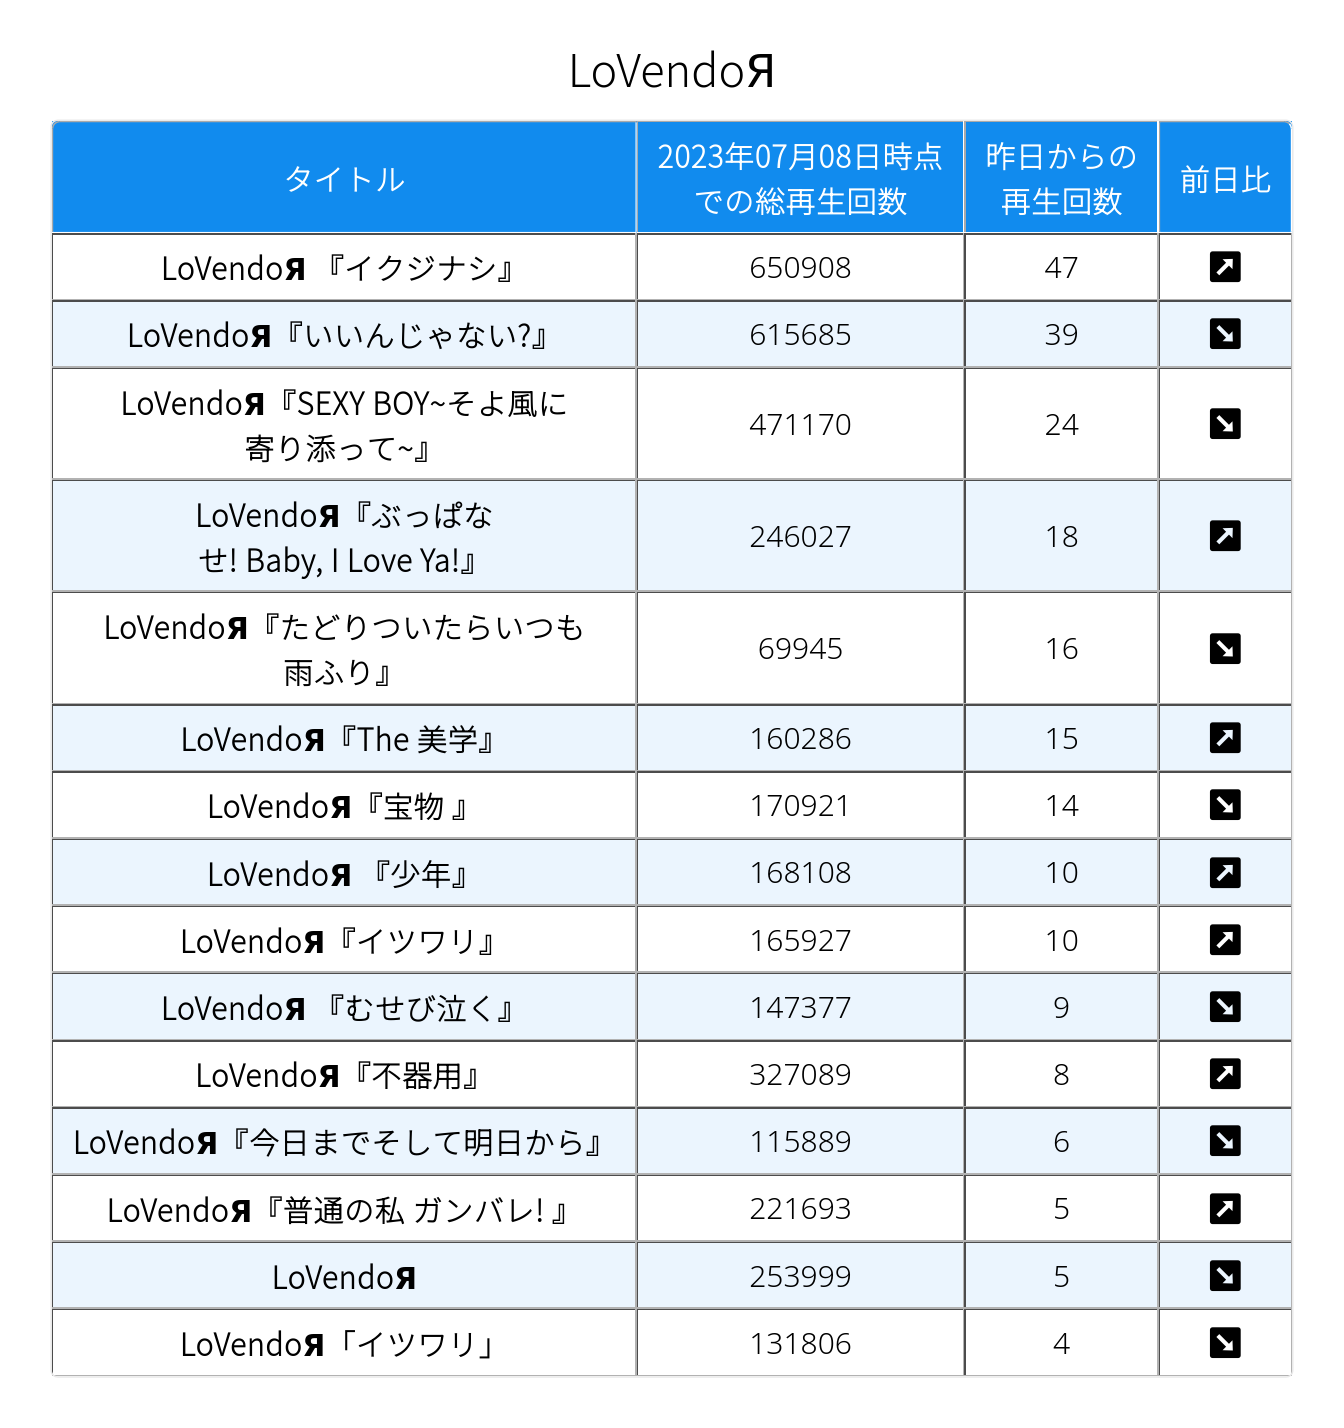 LoVendoЯ
タイトル
2023年07月08日時点
での総再生回数
昨日からの
再生回数
前日比
LoVendoЯ 『イクジナシ』
650908
47
LoVendoЯ『いいんじゃない?』
615685
39
LoVendoЯ『SEXY BOY~そよ風に
寄り添って~』
471170
24
LoVendoЯ『ぶっぱな
せ! Baby, I Love Ya!』
246027
18
LoVendoЯ『たどりついたらいつも
雨ふり』
69945
16
LoVendoЯ『The 美学』
160286
15
LoVendoЯ『宝物 』
170921
14
LoVendoЯ 『少年』
168108
10
LoVendoЯ『イツワリ』
165927
10
LoVendoЯ 『むせび泣く』
147377
9
LoVendoЯ『不器用』
327089
8
LoVendoЯ『今日までそして明日から』
115889
6
LoVendoЯ『普通の私 ガンバレ! 』
221693
5
LoVendoЯ
253999
5
LoVendoЯ「イツワリ」
131806
4